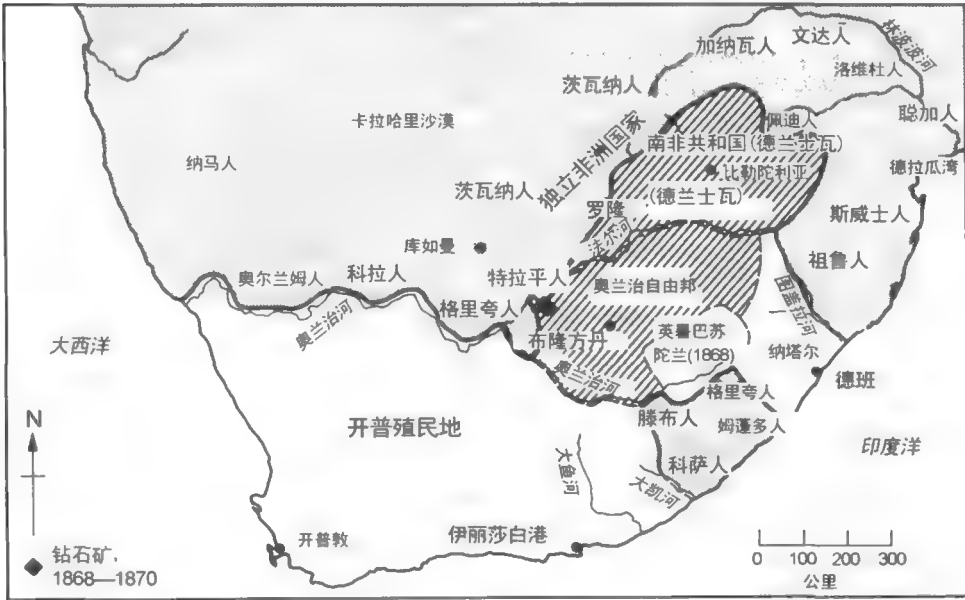 加纳瓦人
文达人
林波波河
洛维杜人
茨瓦纳人
聪加人
卡拉哈里沙漠
独立非洲国家
佩迪人
南非共和国(德兰士瓦)
纳马人
比勒陀利亚
德拉瓜湾
茨瓦纳人
(德兰士瓦)
罗隆
斯威士人
法尔河
库如曼
祖鲁人
奥尔兰姆人
科拉人
特拉平人
奥兰治自由邦
图盖拉河
格里夸人
奥兰治河
布隆方丹
英署巴苏
陀兰(1868)
纳塔尔
大西洋
奥兰治河
格里夸人
德班
N
开普殖民地
滕布人
姆蓬多人
印度洋
大鱼河
科萨人
大凯河
开普敦
伊丽莎白港
钻石矿,
1868—1870
0 100 200 300
公里